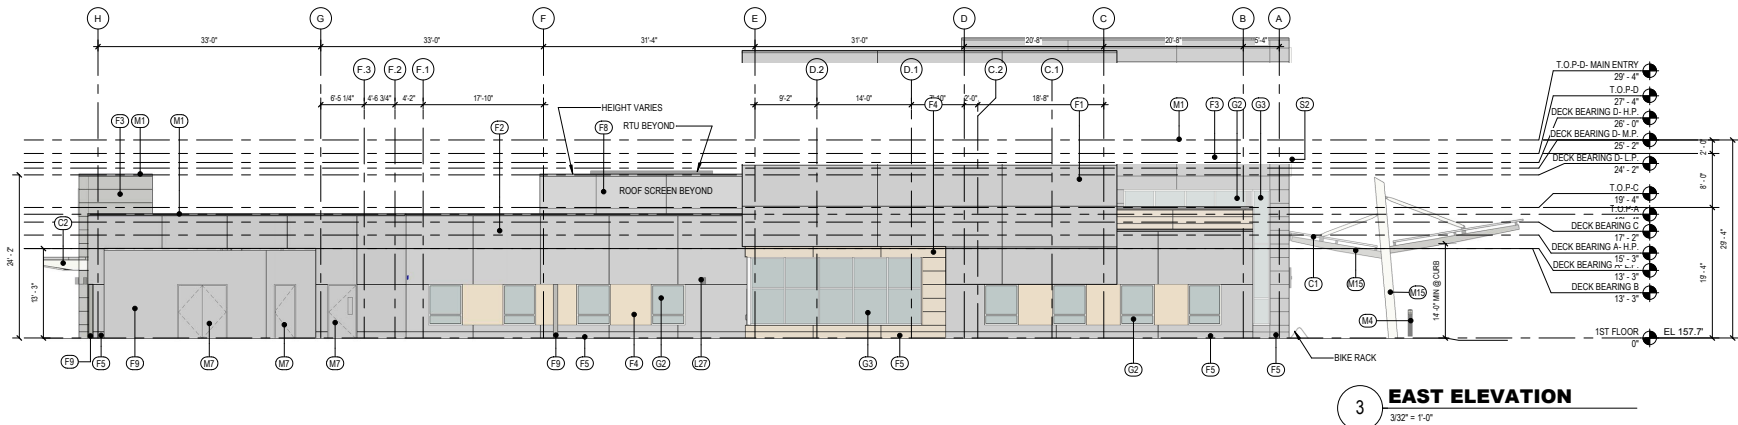 H G F E D C B A
33'-0" 33'-0" 31'-4" 31'-0" 20'-8" 20'-8" 5'-4"
F.3 F.2 F.1 D.2 D.1 C.2 C.1
6'-5 1/4" 4'-6 3/4" 4'-2" 17'-10" 9'-2" 14'-0" 7'-10" 2'-0" 18'-8"
HEIGHT VARIES
RTU BEYOND
ROOF SCREEN BEYOND
F3 M1 M1 F2 F8 F4 F1 M1 F3 G2 G3 S2
C2
24'-2"
13'-3"
F9 F5 F9 M7 M7 M7 F9 F5 F4 G2 L27 G3 F5 G2 F5 F5
C1 M15 M15 M4
14'-0" MIN @ CURB
BIKE RACK
T.O.P-D- MAIN ENTRY
29' - 4"
T.O.P-D
27' - 4"
DECK BEARING D- H.P.
26' - 0"
DECK BEARING D- M.P.
25' - 2"
DECK BEARING D- L.P.
24' - 2"
T.O.P-C
19' - 4"
T.O.P-A
DECK BEARING C
17' - 2"
DECK BEARING A- H.P.
15' - 3"
DECK BEARING
13' - 3"
DECK BEARING B
13' - 3"
1ST FLOOR
0"
EL 157.7'
2'-0"
8'-0"
19'-4"
29'-4"
3 EAST ELEVATION
3/32" = 1'-0"